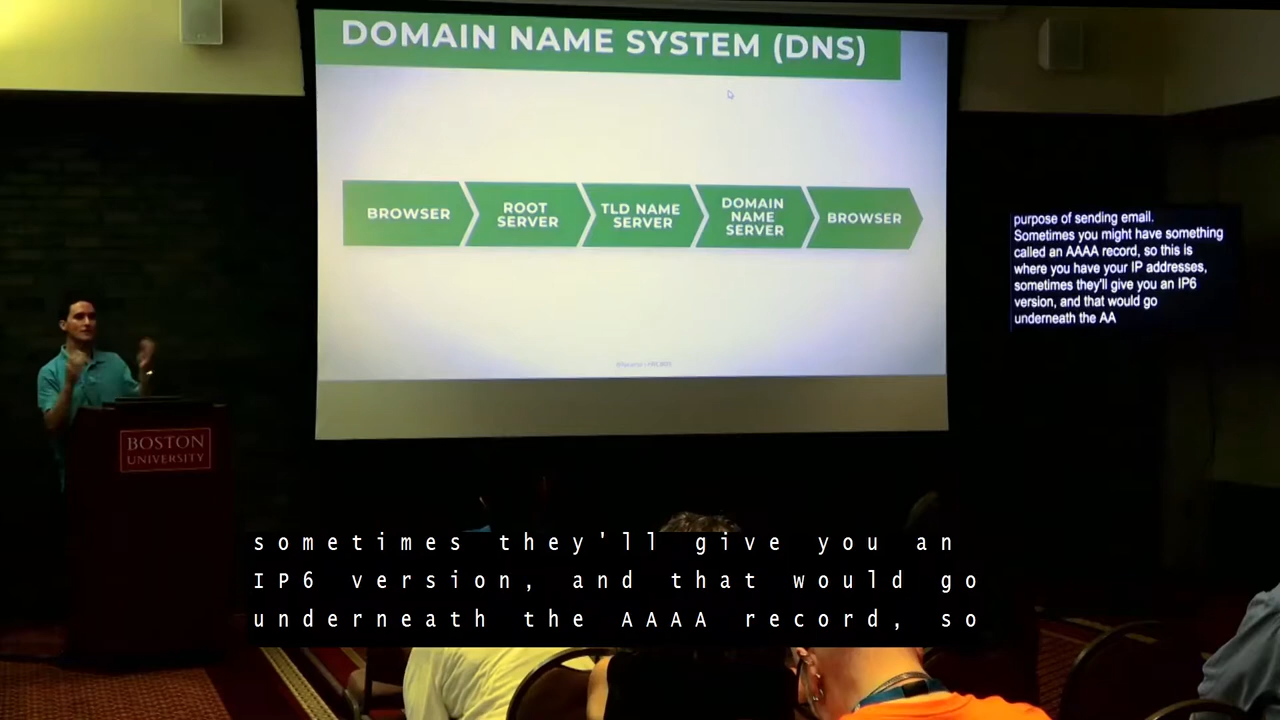 DOMAIN NAME SYSTEM (DNS)
BROWSER
ROOT
SERVER
TLD NAME
SERVER
DOMAIN
NAME
SERVER
BROWSER
purpose of sending email.
Sometimes you might have something
called an AAAA record, so this is
where you have your IP addresses,
sometimes they'll give you an IP6
version, and that would go
underneath the AA
BOSTON
UNIVERSITY
sometimes they'll give you an
IP6 version, and that would go
underneath the AAAA record, so